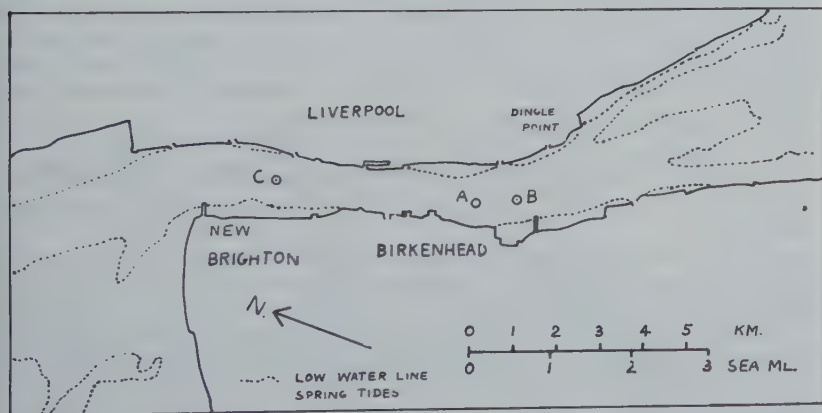 LIVERPOOL
DINGLE
POINT
C
A
B
NEW
BRIGHTON
BIRKENHEAD
N.
0 1 2 3 4 5 KM.
0 1 2 3 SEA ML.
LOW WATER LINE
SPRING TIDES